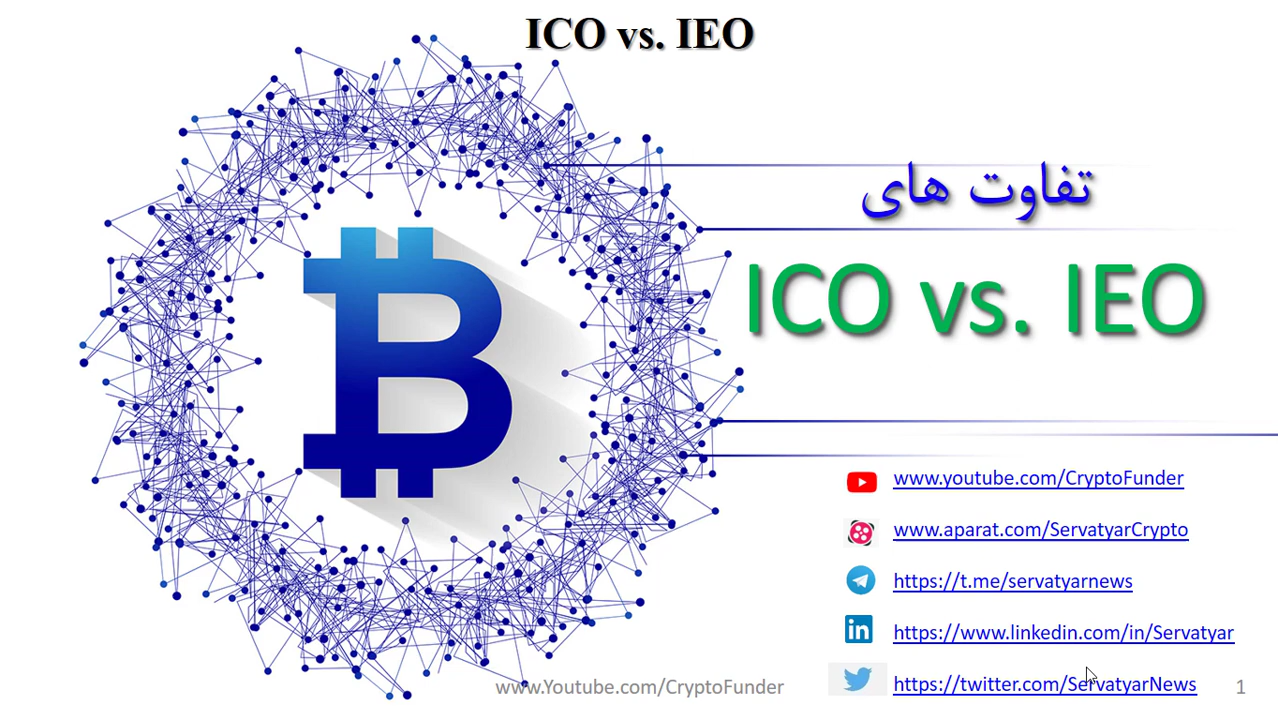 ICO vs. IEO
تفاوت های
ICO vs. IEO
www.youtube.com/CryptoFunder
www.aparat.com/ServatyarCrypto
https://t.me/servatyarnews
https://www.linkedin.com/in/Servatyar
https://twitter.com/ServatyarNews
www.Youtube.com/CryptoFunder
1